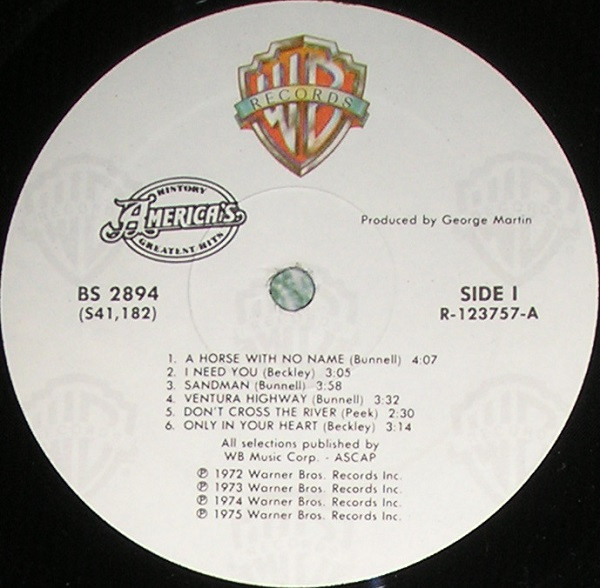 WB
RECORDS
HISTORY
AMERICA'S
GREATEST HITS
Produced by George Martin
BS 2894
(S41,182)
SIDE I
R-123757-A
1. A HORSE WITH NO NAME (Bunnell) 4:07
2. I NEED YOU (Beckley) 3:05
3. SANDMAN (Bunnell) 3:58
4. VENTURA HIGHWAY (Bunnell) 3:32
5. DON'T CROSS THE RIVER (Peek) 2:30
6. ONLY IN YOUR HEART (Beckley) 3:14
All selections published by
WB Music Corp. - ASCAP
℗ 1972 Warner Bros. Records Inc.
℗ 1973 Warner Bros. Records Inc.
℗ 1974 Warner Bros. Records Inc.
℗ 1975 Warner Bros. Records Inc.